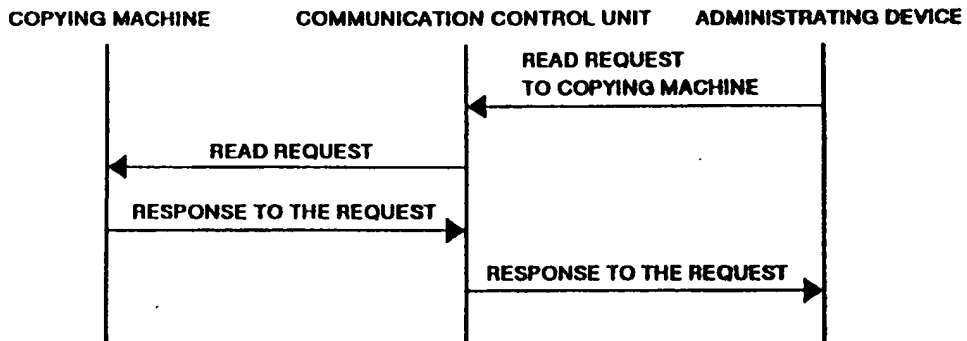 COPYING MACHINE COMMUNICATION CONTROL UNIT ADMINISTRATING DEVICE
READ REQUEST
TO COPYING MACHINE
READ REQUEST
RESPONSE TO THE REQUEST
RESPONSE TO THE REQUEST